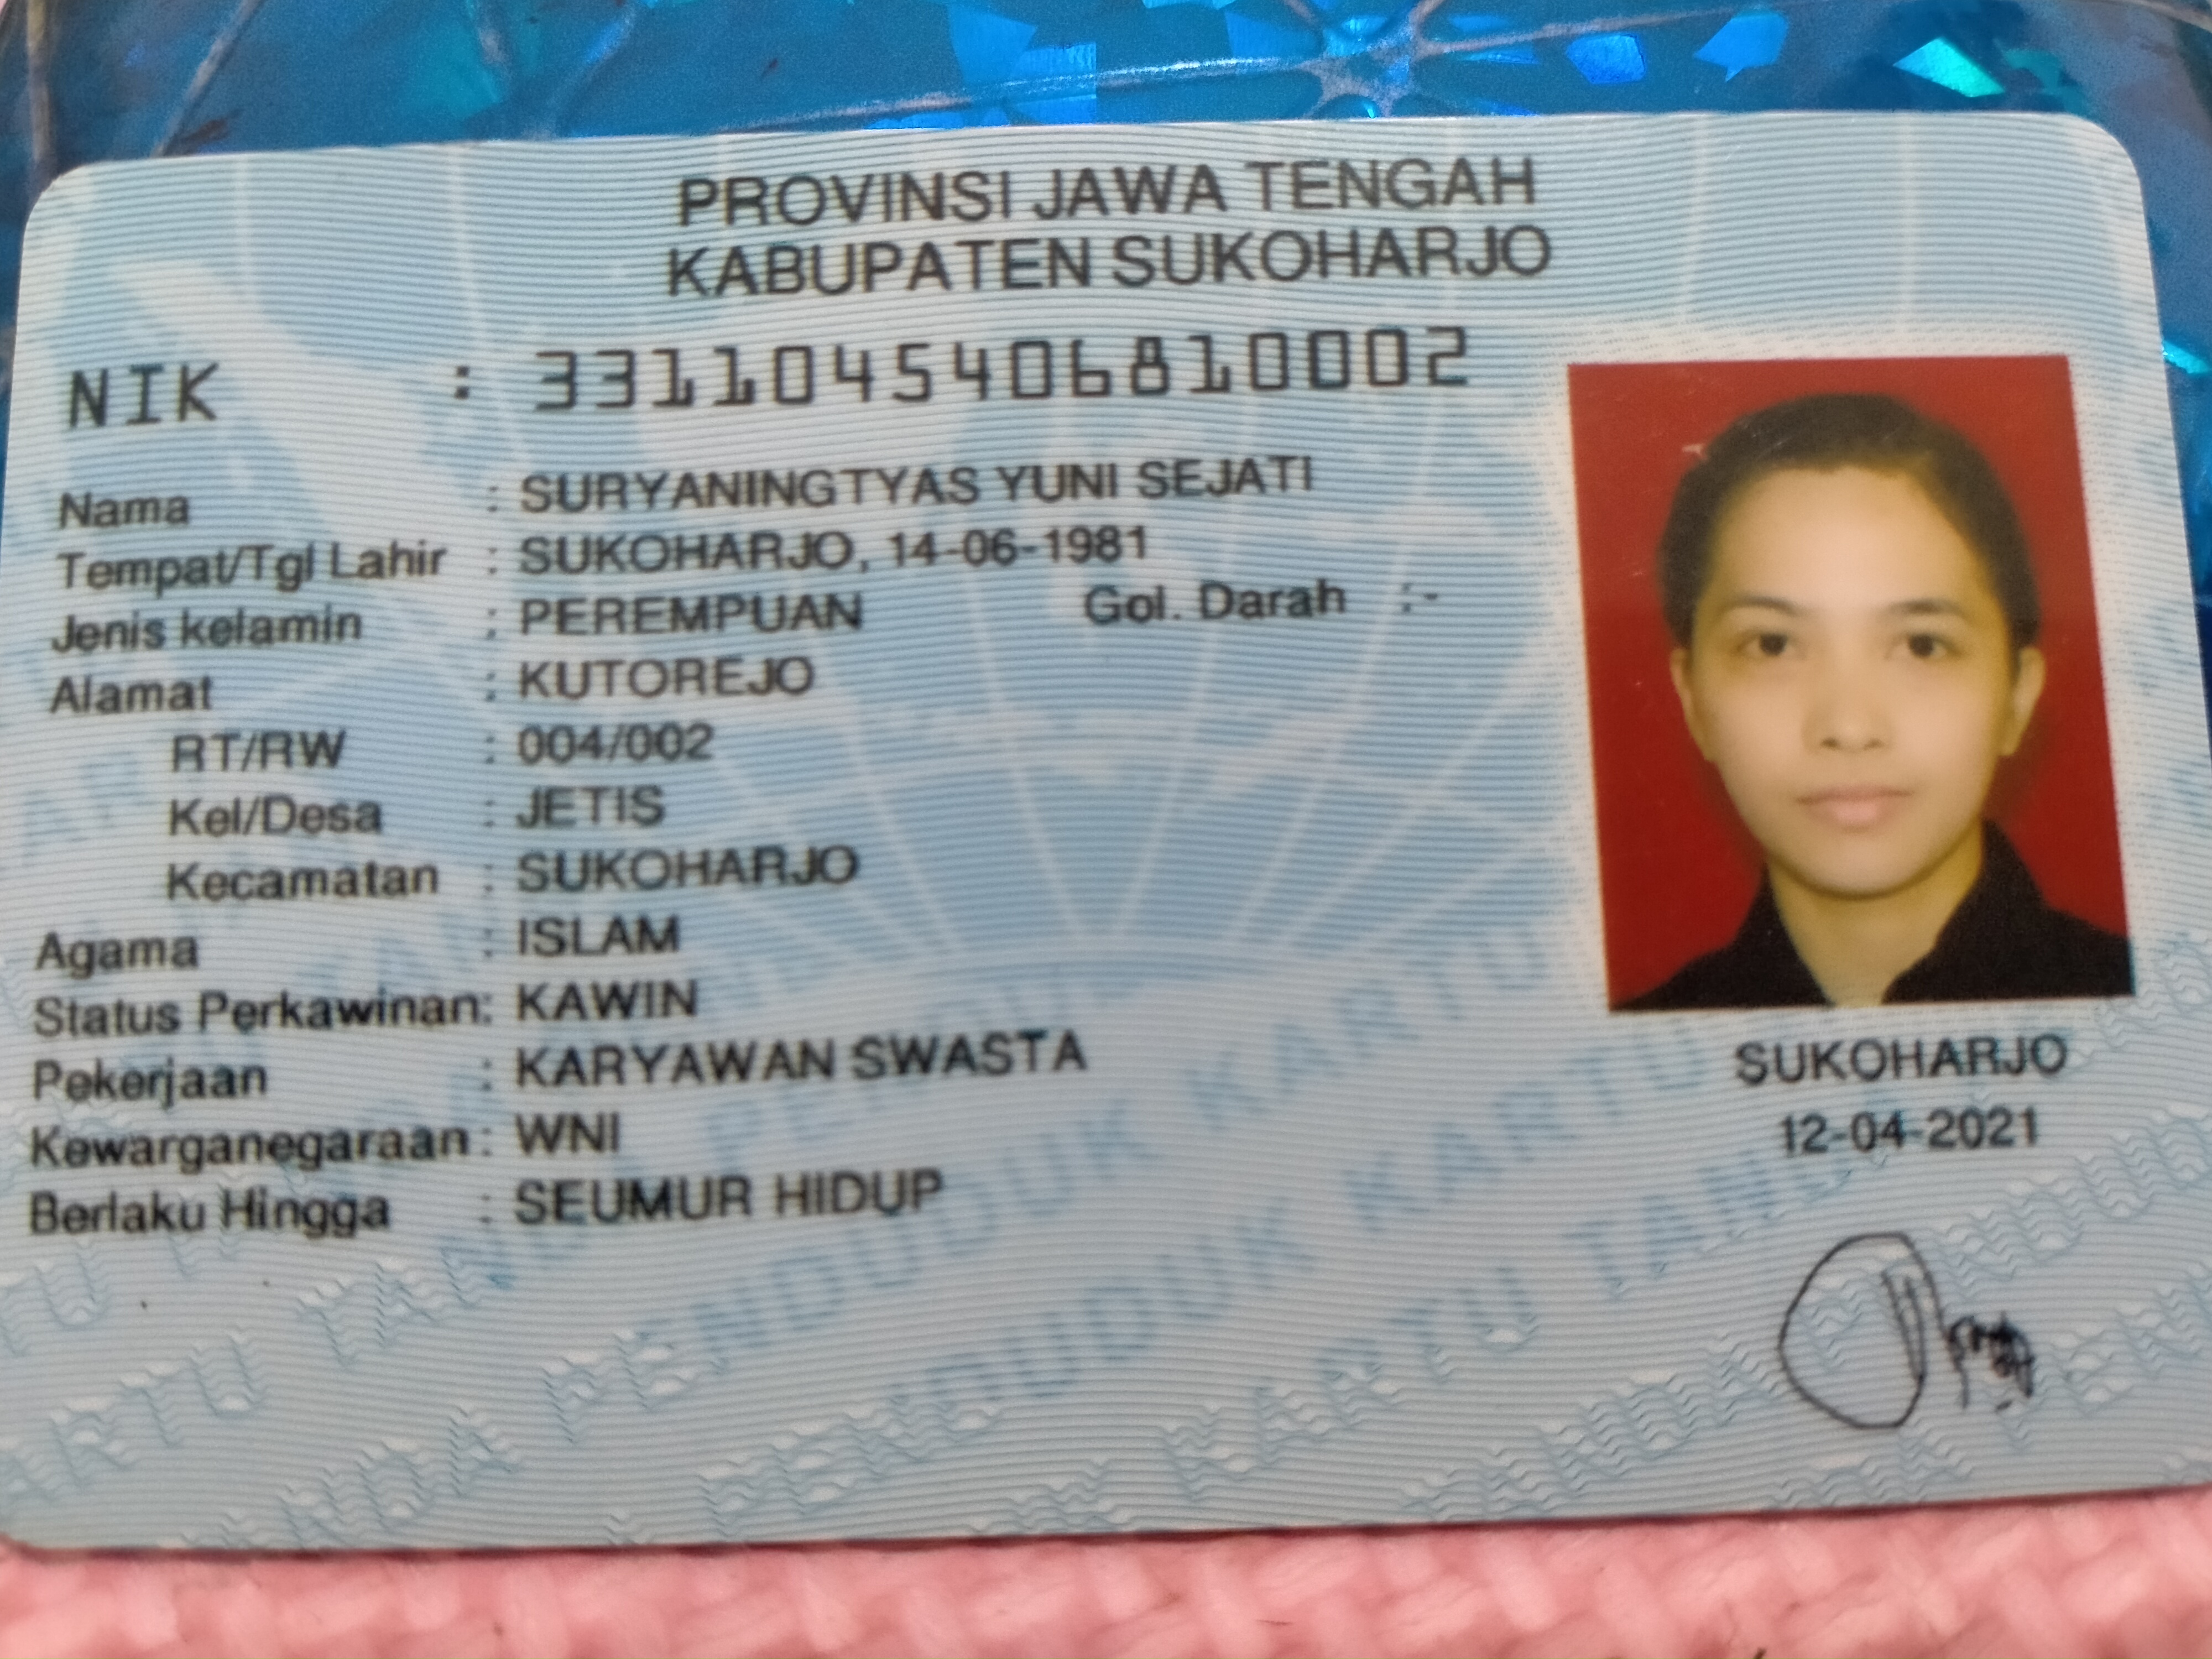 PROVINSI JAWA TENGAH
KABUPATEN SUKOHARJO
NIK : 3311045406810002
Nama : SURYANINGTYAS YUNI SEJATI
Tempat/Tgl Lahir : SUKOHARJO, 14-06-1981
Jenis kelamin : PEREMPUAN Gol. Darah :-
Alamat : KUTOREJO
RT/RW : 004/002
Kel/Desa : JETIS
Kecamatan : SUKOHARJO
Agama : ISLAM
Status Perkawinan: KAWIN
Pekerjaan : KARYAWAN SWASTA
Kewarganegaraan: WNI
Berlaku Hingga : SEUMUR HIDUP
SUKOHARJO
12-04-2021